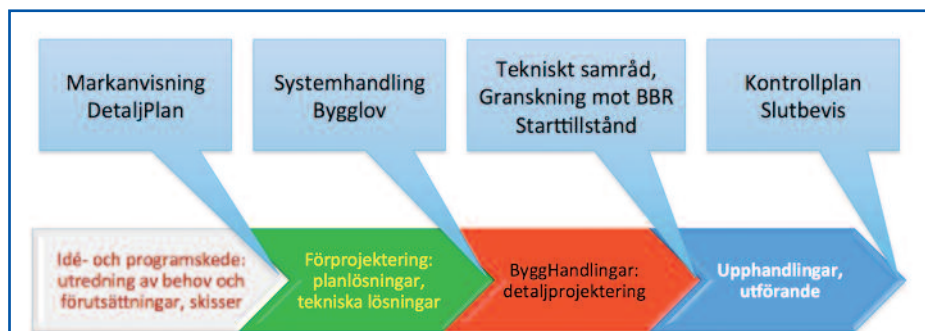 Markanvisning
DetaljPlan
Systemhandling
Bygglov
Tekniskt samråd,
Granskning mot BBR
Starttillstånd
Kontrollplan
Slutbevis
Idé- och programskede:
utredning av behov och
förutsättningar, skisser
Förprojektering:
planlösningar,
tekniska lösningar
ByggHandlingar:
detaljprojektering
Upphandlingar,
utförande